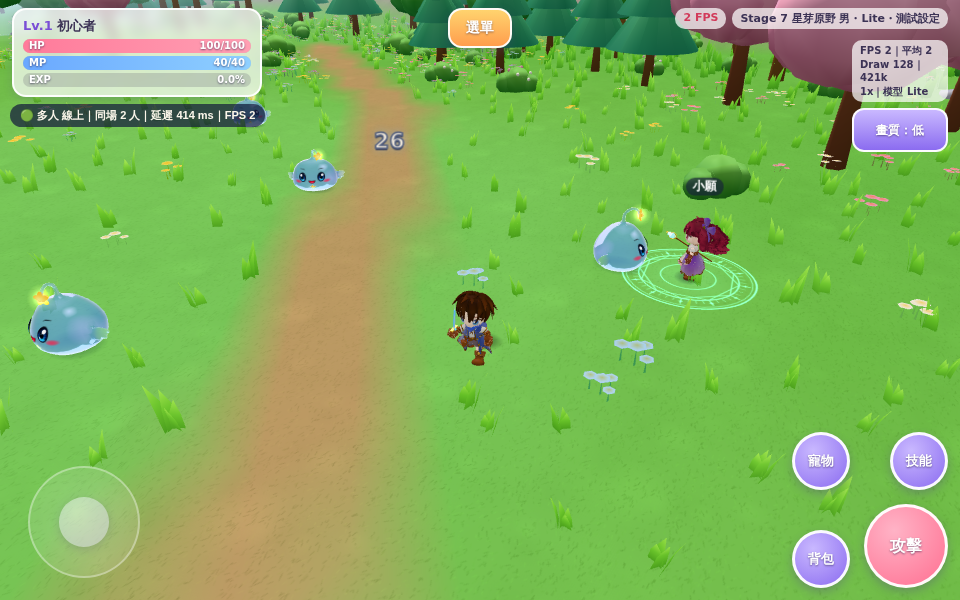 Lv.1 初心者
HP 100/100
MP 40/40
EXP 0.0%
多人 線上｜同場 2 人｜延遲 414 ms｜FPS 2
選單
2 FPS
Stage 7 星芽原野 男・Lite・測試設定
FPS 2｜平均 2
Draw 128｜
421k
1x｜模型 Lite
畫質：低
26
小願
寵物
技能
攻擊
背包